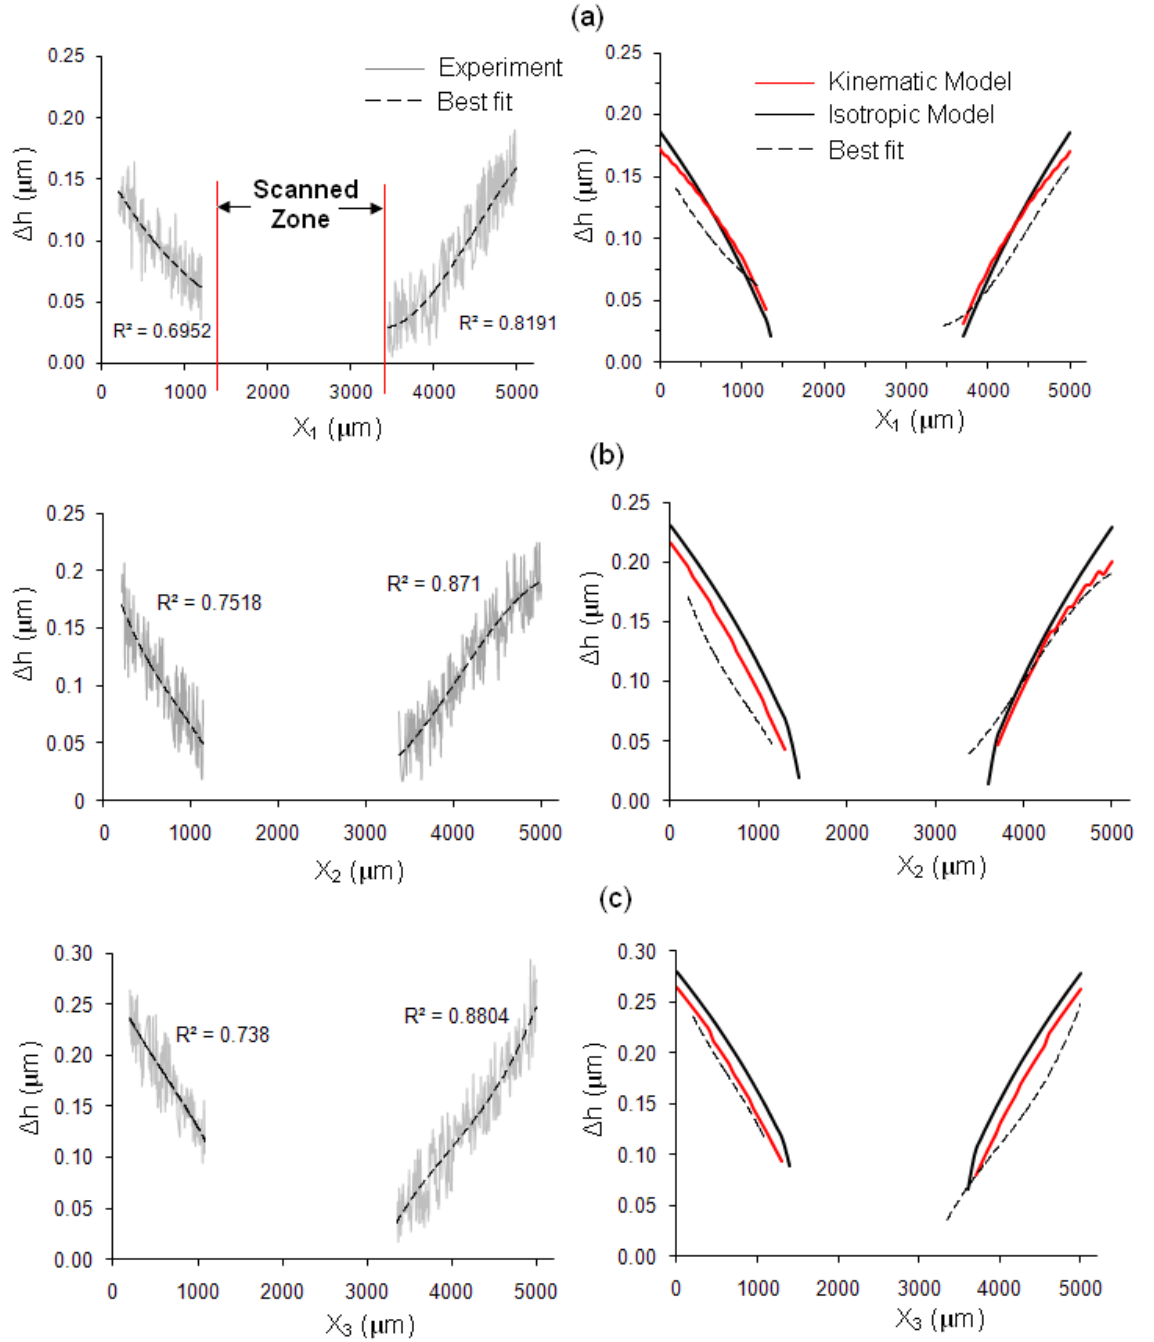 (a)
0.25
0.20
0.15
0.10
0.05
0.00
Δh (μm)
Experiment
Best fit
Scanned
Zone
R² = 0.6952
R² = 0.8191
0 1000 2000 3000 4000 5000
X₁ (μm)
0.25
0.20
0.15
0.10
0.05
0.00
Δh (μm)
Kinematic Model
Isotropic Model
Best fit
0 1000 2000 3000 4000 5000
X₁ (μm)
(b)
0.25
0.2
0.15
0.1
0.05
0
Δh (μm)
R² = 0.7518
R² = 0.871
0 1000 2000 3000 4000 5000
X₂ (μm)
0.25
0.20
0.15
0.10
0.05
0.00
Δh (μm)
0 1000 2000 3000 4000 5000
X₂ (μm)
(c)
0.30
0.25
0.20
0.15
0.10
0.05
0.00
Δh (μm)
R² = 0.738
R² = 0.8804
0 1000 2000 3000 4000 5000
X₃ (μm)
0.30
0.25
0.20
0.15
0.10
0.05
0.00
Δh (μm)
0 1000 2000 3000 4000 5000
X₃ (μm)